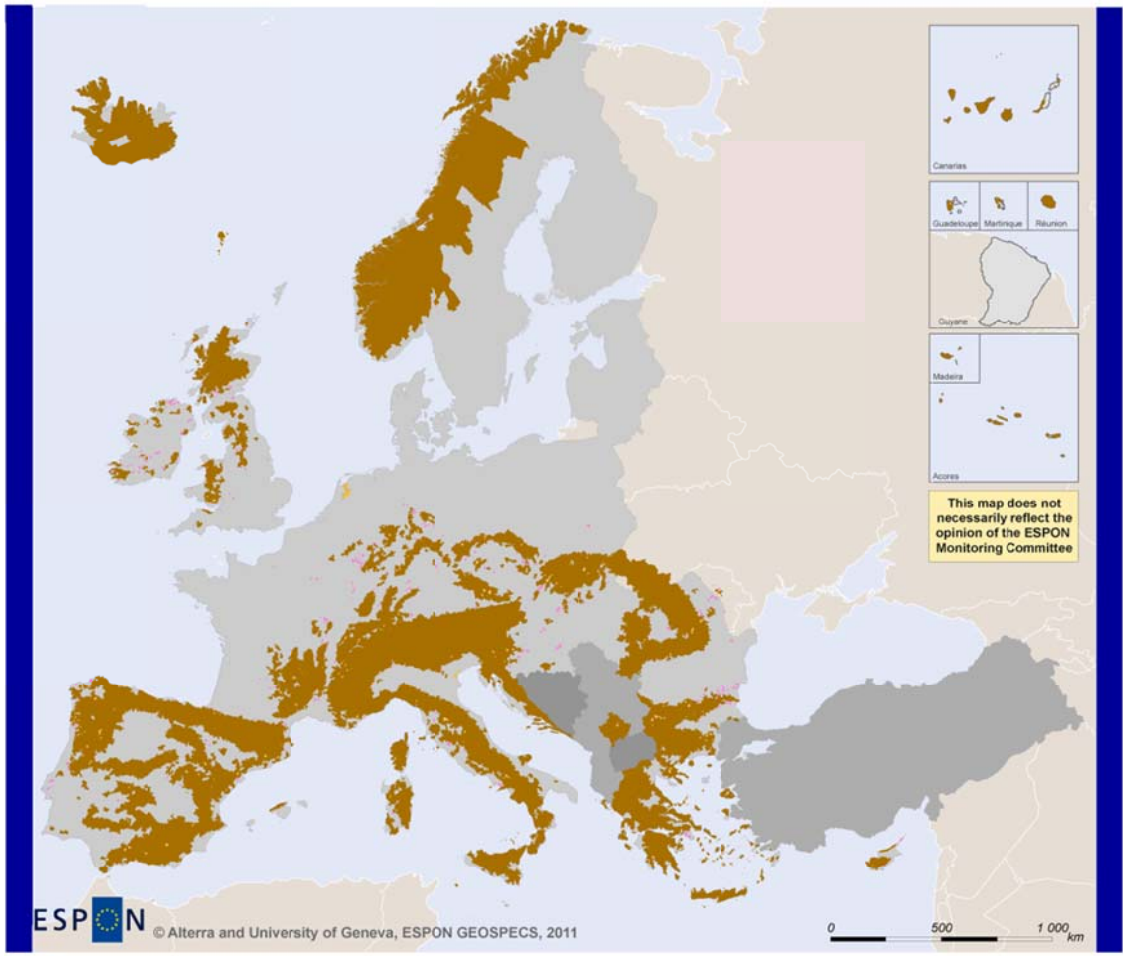 Canarias
Guadeloupe
Martinique
Réunion
Guyane
Madeira
Acores
This map does not
necessarily reflect the
opinion of the ESPON
Monitoring Committee
ESPON
© Alterra and University of Geneva, ESPON GEOSPECS, 2011
0 500 1 000
km